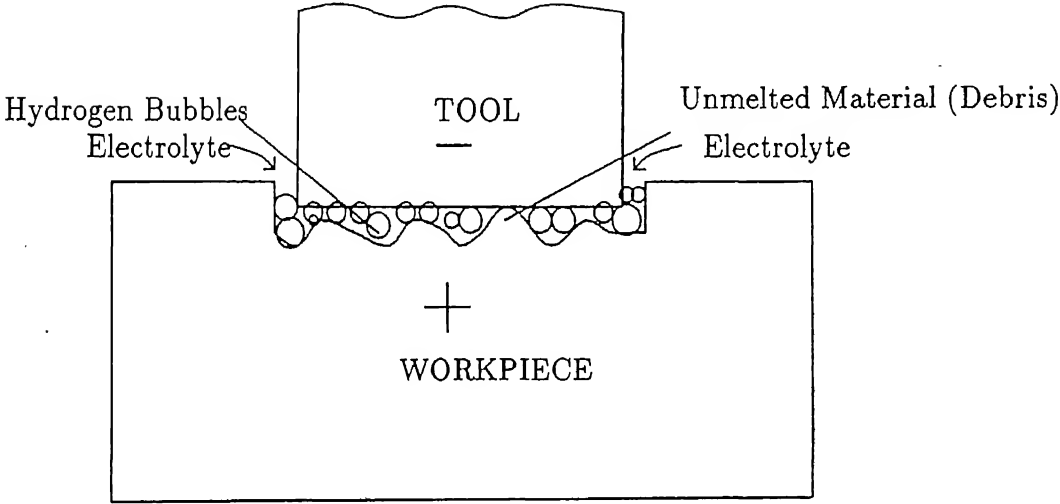 Hydrogen Bubbles
Electrolyte
TOOL
−
Unmelted Material (Debris)
Electrolyte
+
WORKPIECE